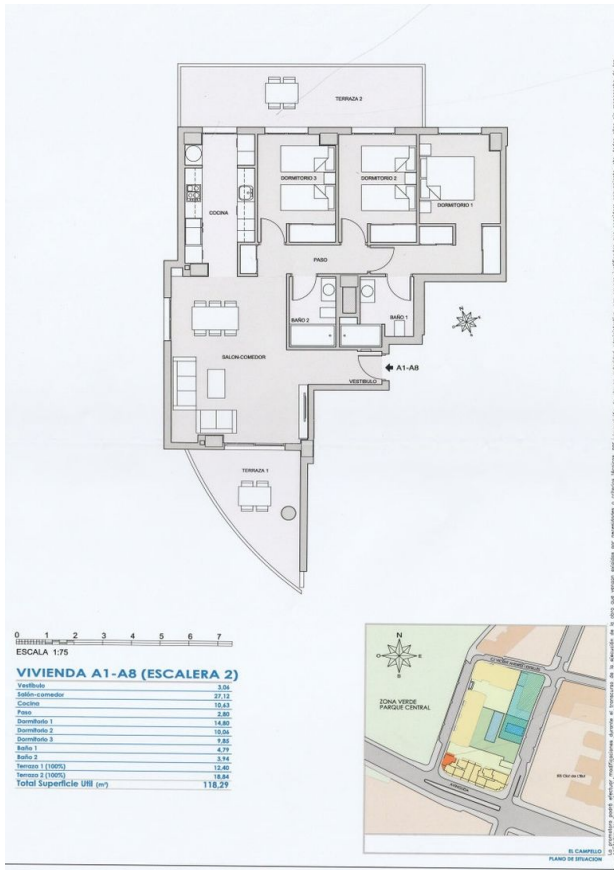 TERRAZA 2
DORMITORIO 3
DORMITORIO 2
DORMITORIO 1
COCINA
PASO
BAÑO 2
BAÑO 1
SALON-COMEDOR
VESTIBULO
A1-A8
TERRAZA 1
0 1 2 3 4 5 6 7
ESCALA 1:75
VIVIENDA A1-A8 (ESCALERA 2)
Vestíbulo 3,06
Salón-comedor 27,12
Cocina 10,63
Paso 2,80
Dormitorio 1 14,80
Dormitorio 2 10,06
Dormitorio 3 9,85
Baño 1 4,79
Baño 2 3,94
Terraza 1 (100%) 12,40
Terraza 2 (100%) 18,84
Total Superficie Util (m²) 118,29
N
O E
S
ZONA VERDE
PARQUE CENTRAL
AVENIDA
EL CAMPELLO
PLANO DE SITUACION